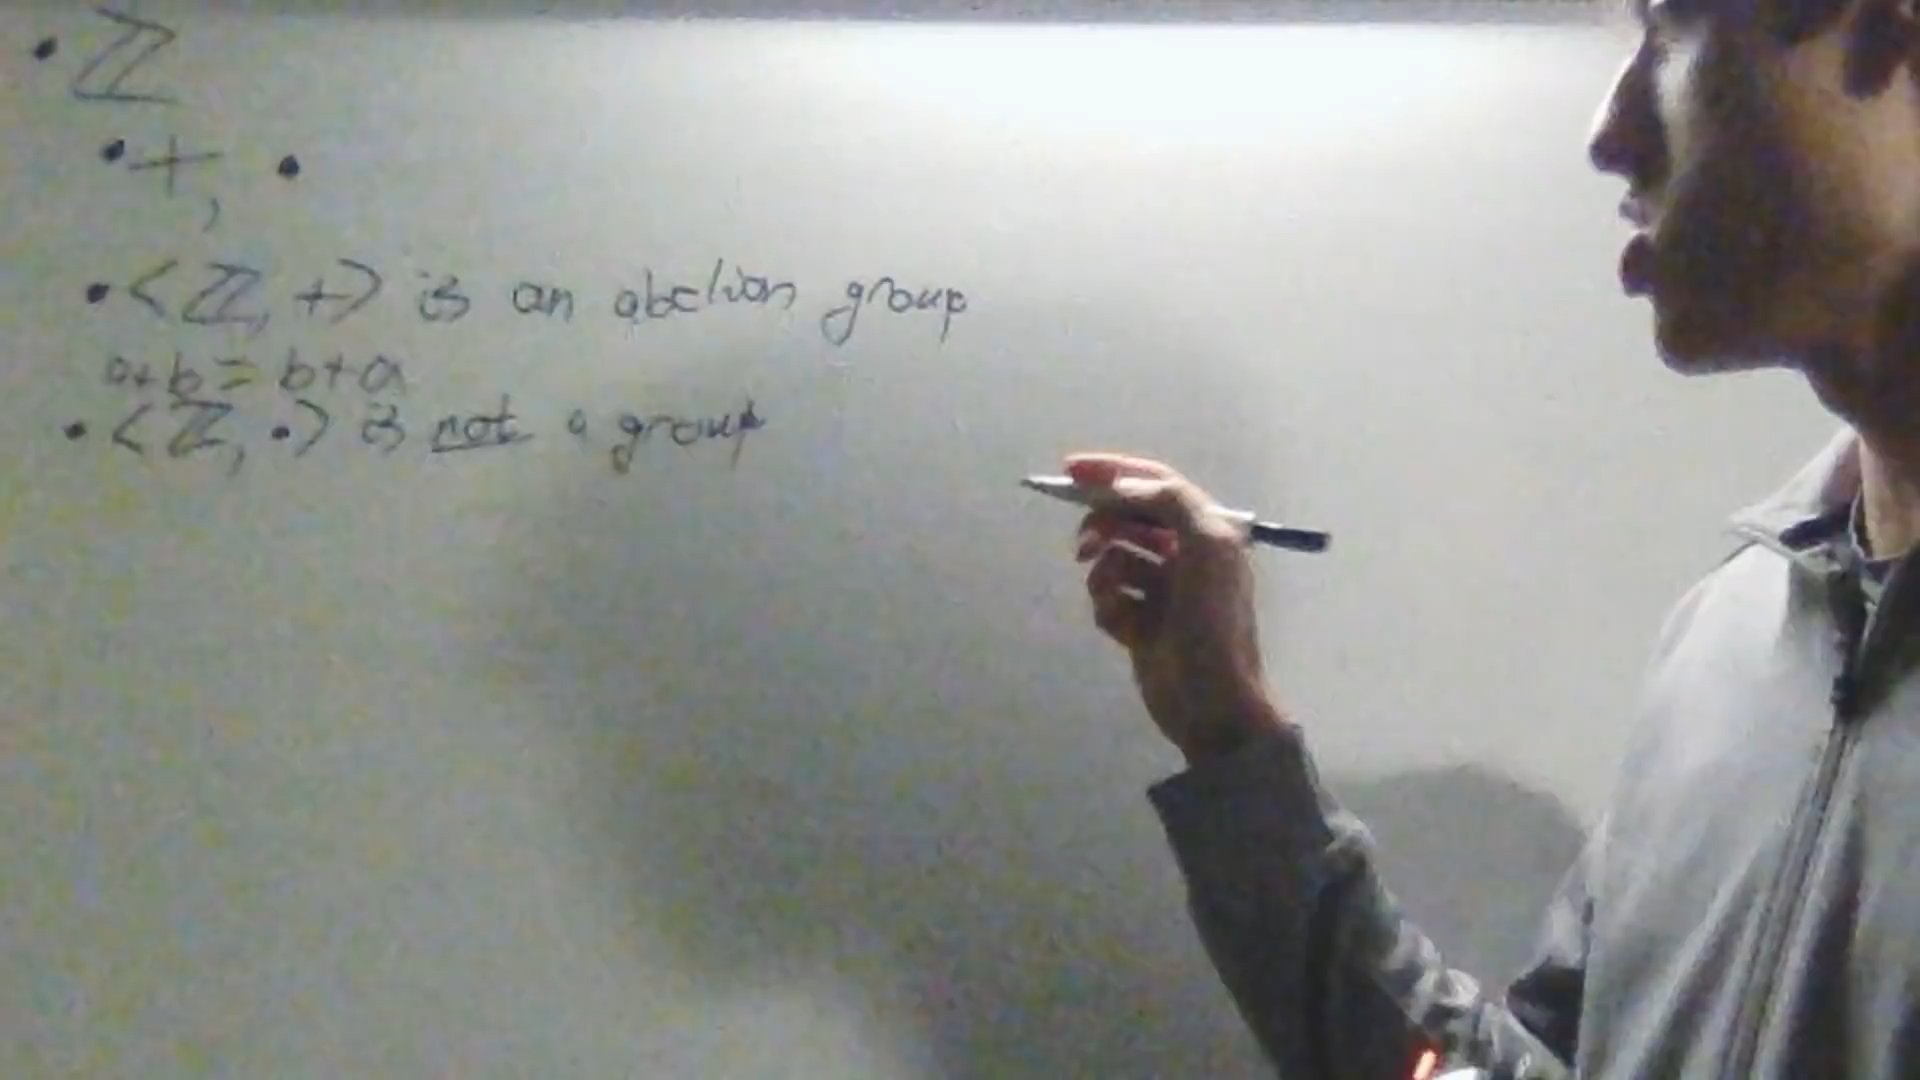 • ℤ
• +, •
• <ℤ, +> is an abelian group
a+b = b+a
• <ℤ, •> is not a group